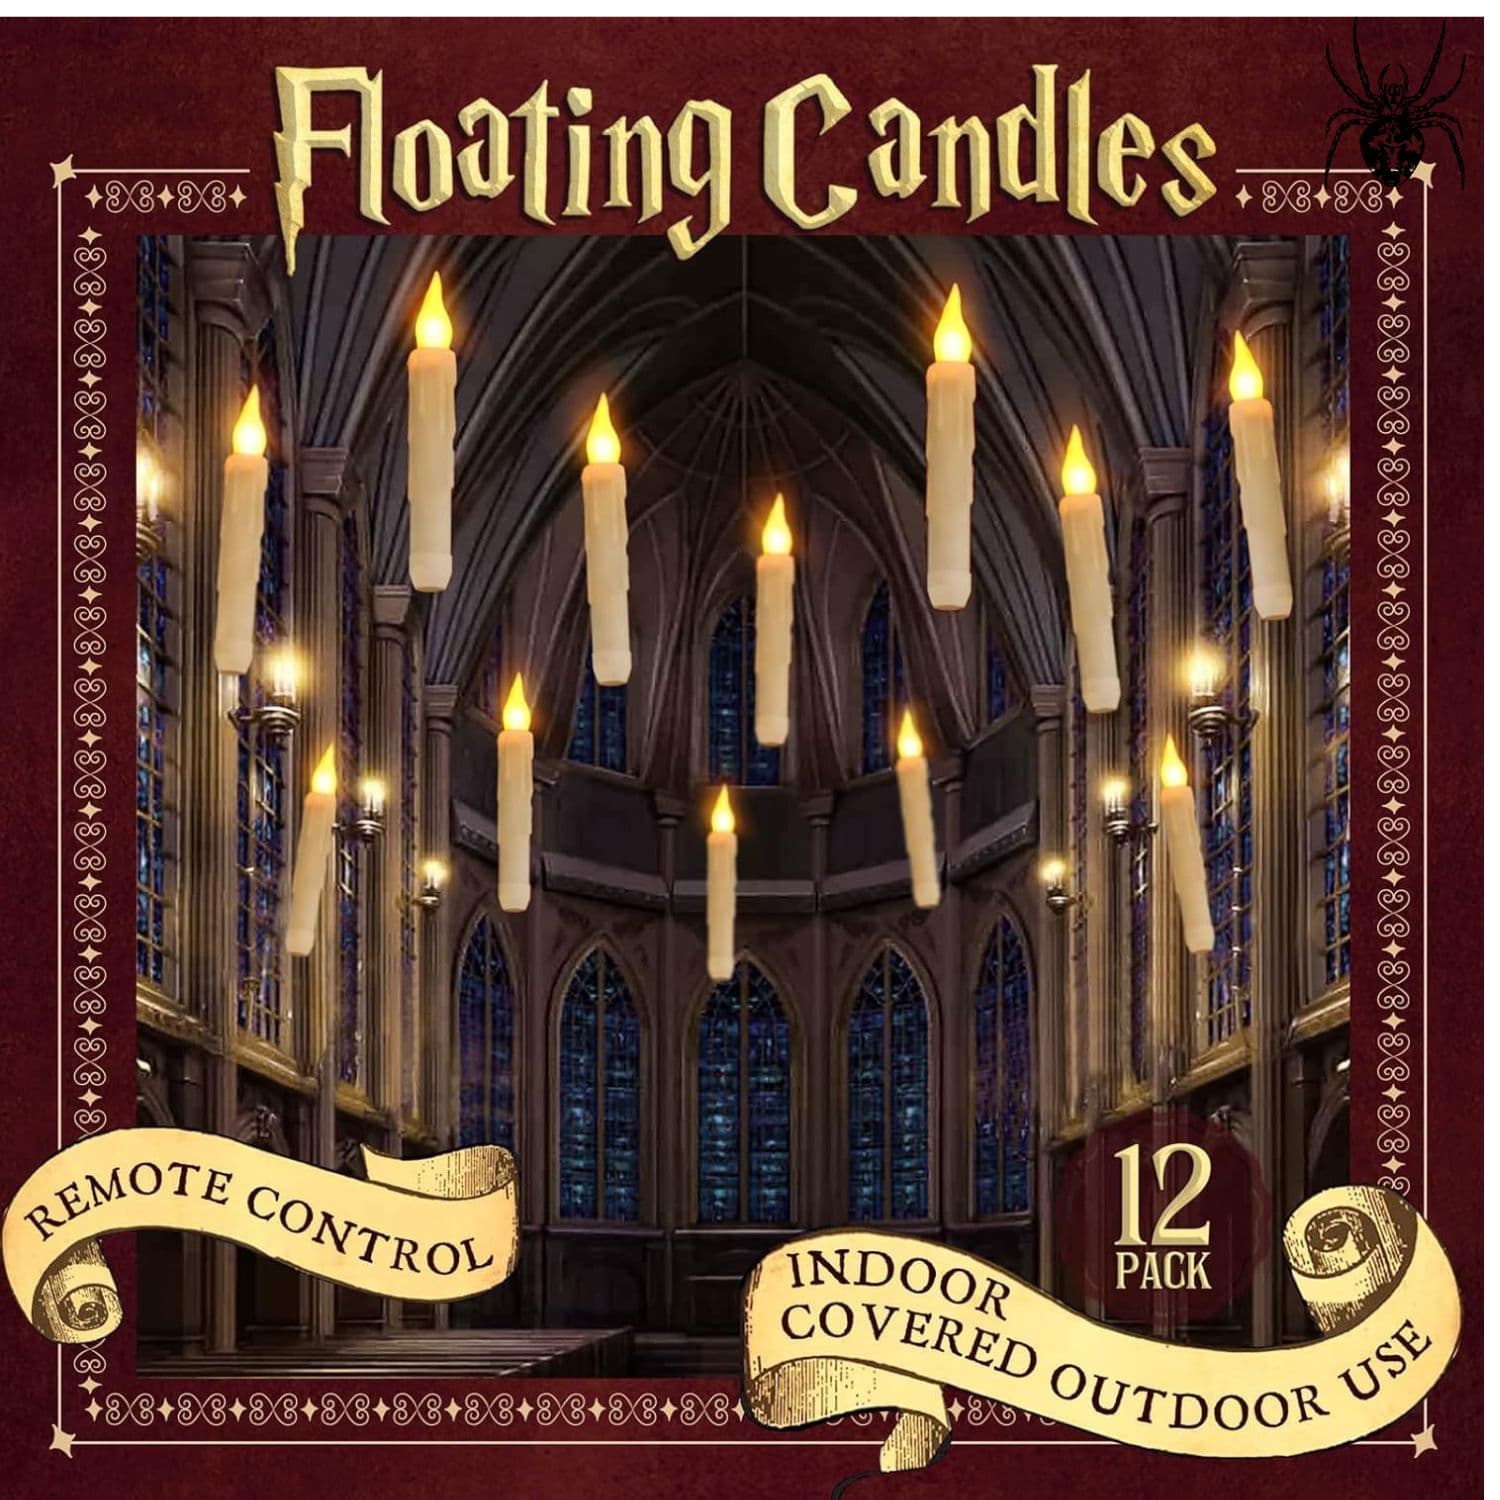 Floating Candles
REMOTE CONTROL
12
PACK
INDOOR
COVERED OUTDOOR USE